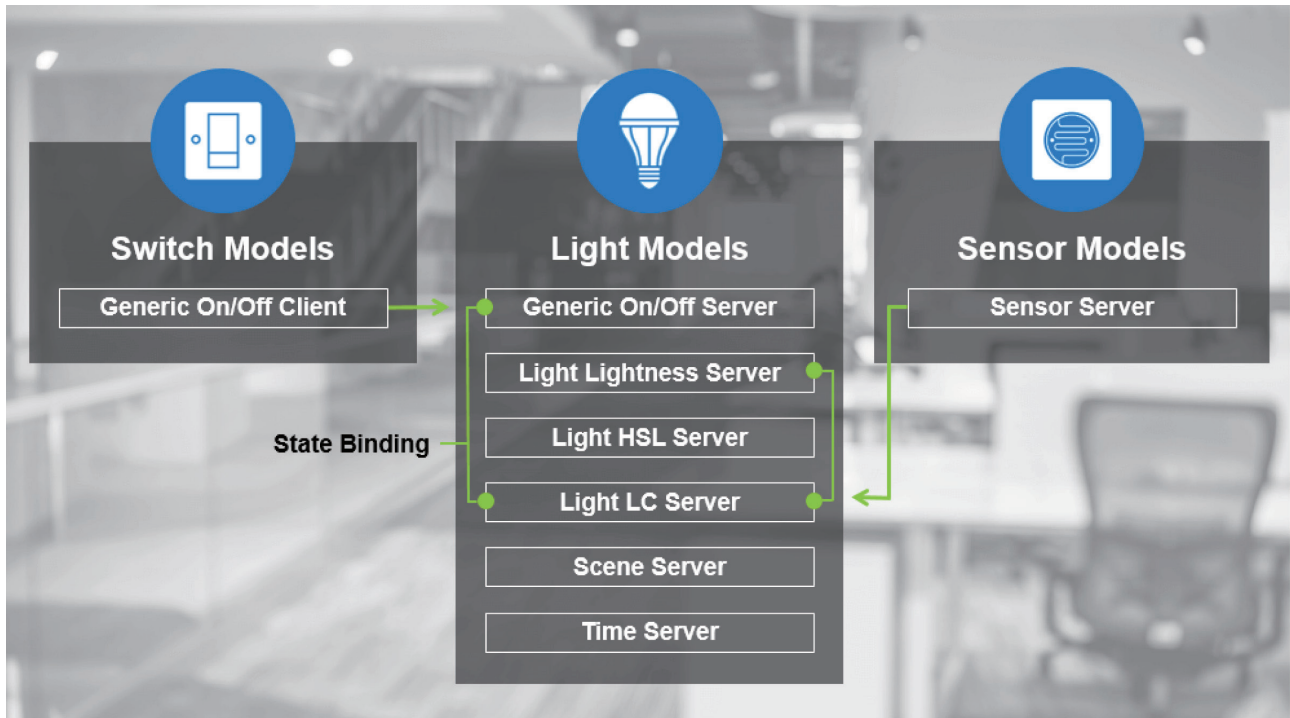 Switch Models
Generic On/Off Client
State Binding
Light Models
Generic On/Off Server
Light Lightness Server
Light HSL Server
Light LC Server
Scene Server
Time Server
Sensor Models
Sensor Server